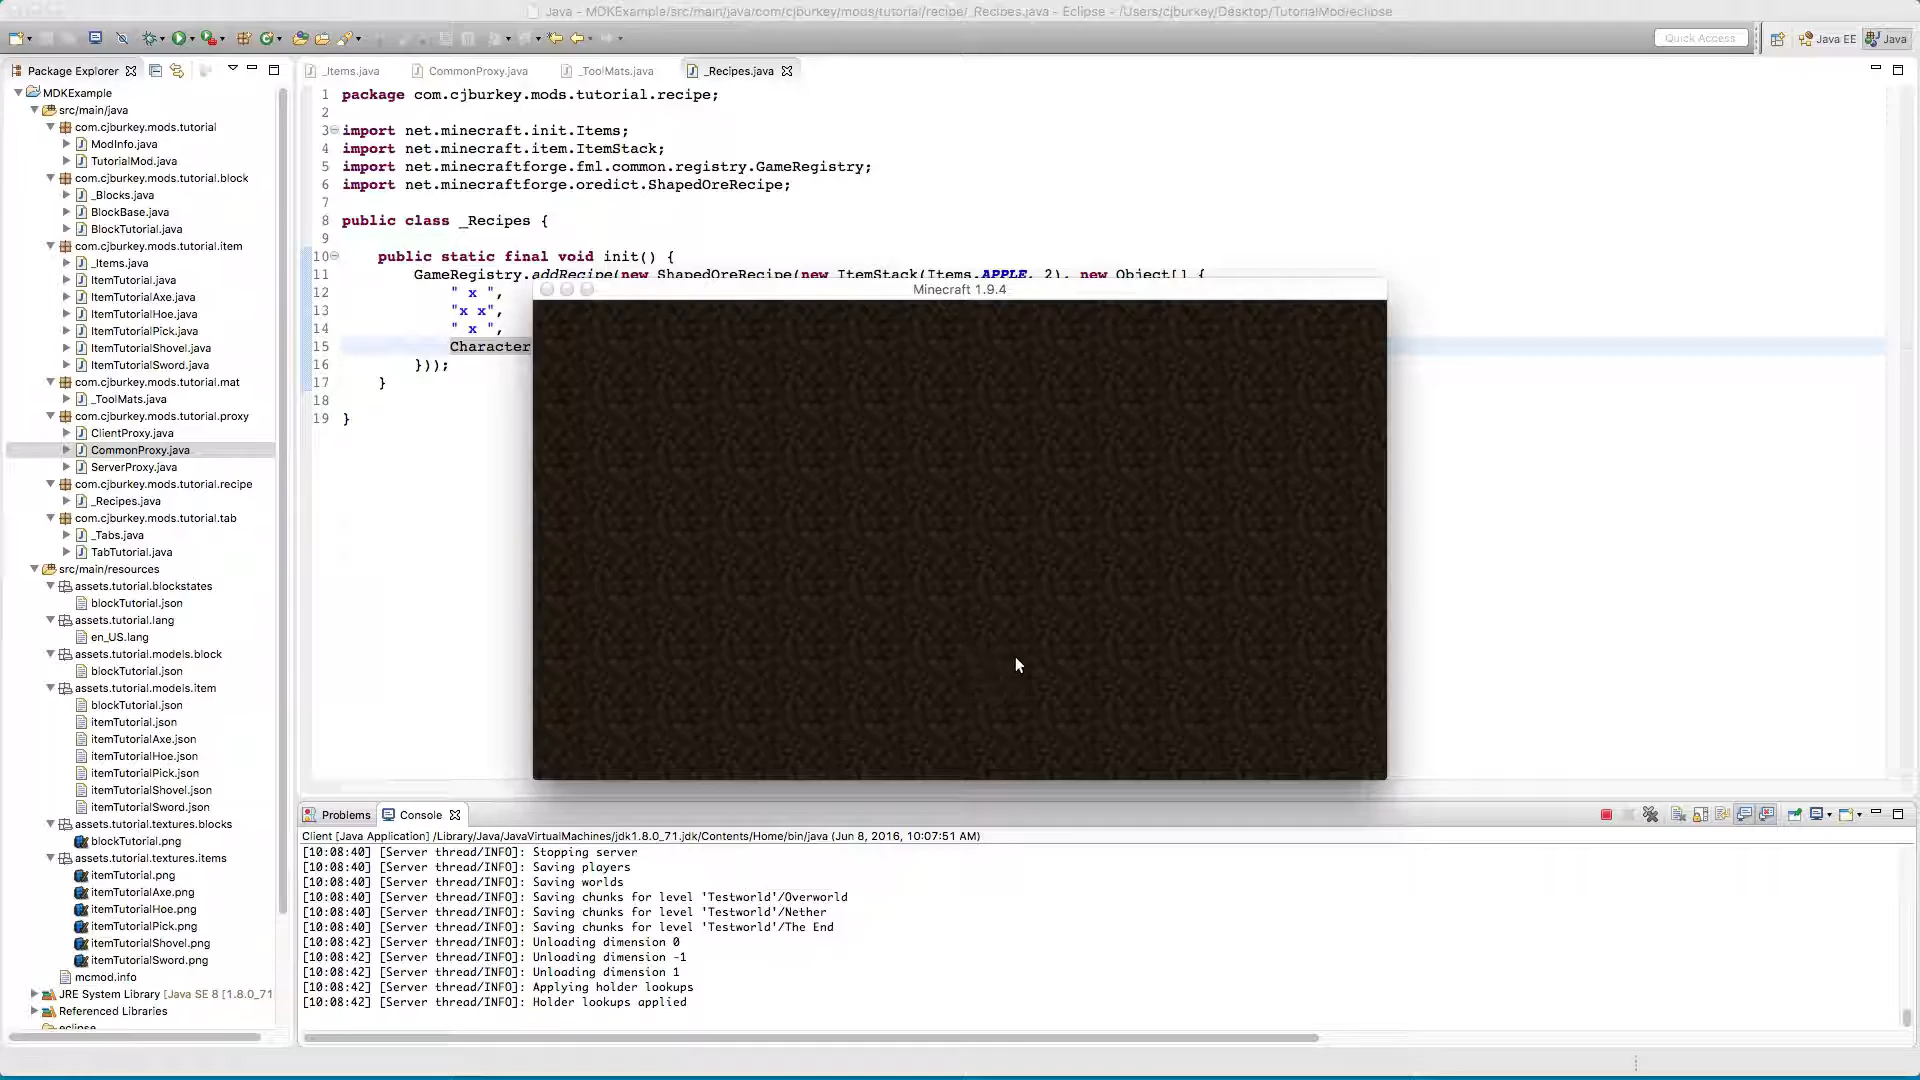 Java - MDKExample/src/main/java/com/cjburkey/mods/tutorial/recipe/_Recipes.java - Eclipse - /Users/cjburkey/Desktop/TutorialMod/eclipse
Quick Access
Java EE
Java
Package Explorer
_Items.java
CommonProxy.java
_ToolMats.java
_Recipes.java
MDKExample
src/main/java
com.cjburkey.mods.tutorial
ModInfo.java
TutorialMod.java
com.cjburkey.mods.tutorial.block
_Blocks.java
BlockBase.java
BlockTutorial.java
com.cjburkey.mods.tutorial.item
_Items.java
ItemTutorial.java
ItemTutorialAxe.java
ItemTutorialHoe.java
ItemTutorialPick.java
ItemTutorialShovel.java
ItemTutorialSword.java
com.cjburkey.mods.tutorial.mat
_ToolMats.java
com.cjburkey.mods.tutorial.proxy
ClientProxy.java
CommonProxy.java
ServerProxy.java
com.cjburkey.mods.tutorial.recipe
_Recipes.java
com.cjburkey.mods.tutorial.tab
_Tabs.java
TabTutorial.java
src/main/resources
assets.tutorial.blockstates
blockTutorial.json
assets.tutorial.lang
en_US.lang
assets.tutorial.models.block
blockTutorial.json
assets.tutorial.models.item
blockTutorial.json
itemTutorial.json
itemTutorialAxe.json
itemTutorialHoe.json
itemTutorialPick.json
itemTutorialShovel.json
itemTutorialSword.json
assets.tutorial.textures.blocks
blockTutorial.png
assets.tutorial.textures.items
itemTutorial.png
itemTutorialAxe.png
itemTutorialHoe.png
itemTutorialPick.png
itemTutorialShovel.png
itemTutorialSword.png
mcmod.info
JRE System Library [Java SE 8 [1.8.0_71
Referenced Libraries
eclipse
1 package com.cjburkey.mods.tutorial.recipe;
2
3 import net.minecraft.init.Items;
4 import net.minecraft.item.ItemStack;
5 import net.minecraftforge.fml.common.registry.GameRegistry;
6 import net.minecraftforge.oredict.ShapedOreRecipe;
7
8 public class _Recipes {
9
10 public static final void init() {
11 GameRegistry.addRecipe(new ShapedOreRecipe(new ItemStack(Items.APPLE, 2), new Object[] {
12 " x ",
13 "x x",
14 " x ",
15 Character
16 }));
17 }
18
19 }
Minecraft 1.9.4
Problems
Console
Client [Java Application] /Library/Java/JavaVirtualMachines/jdk1.8.0_71.jdk/Contents/Home/bin/java (Jun 8, 2016, 10:07:51 AM)
[10:08:40] [Server thread/INFO]: Stopping server
[10:08:40] [Server thread/INFO]: Saving players
[10:08:40] [Server thread/INFO]: Saving worlds
[10:08:40] [Server thread/INFO]: Saving chunks for level 'Testworld'/Overworld
[10:08:40] [Server thread/INFO]: Saving chunks for level 'Testworld'/Nether
[10:08:40] [Server thread/INFO]: Saving chunks for level 'Testworld'/The End
[10:08:42] [Server thread/INFO]: Unloading dimension 0
[10:08:42] [Server thread/INFO]: Unloading dimension -1
[10:08:42] [Server thread/INFO]: Unloading dimension 1
[10:08:42] [Server thread/INFO]: Applying holder lookups
[10:08:42] [Server thread/INFO]: Holder lookups applied